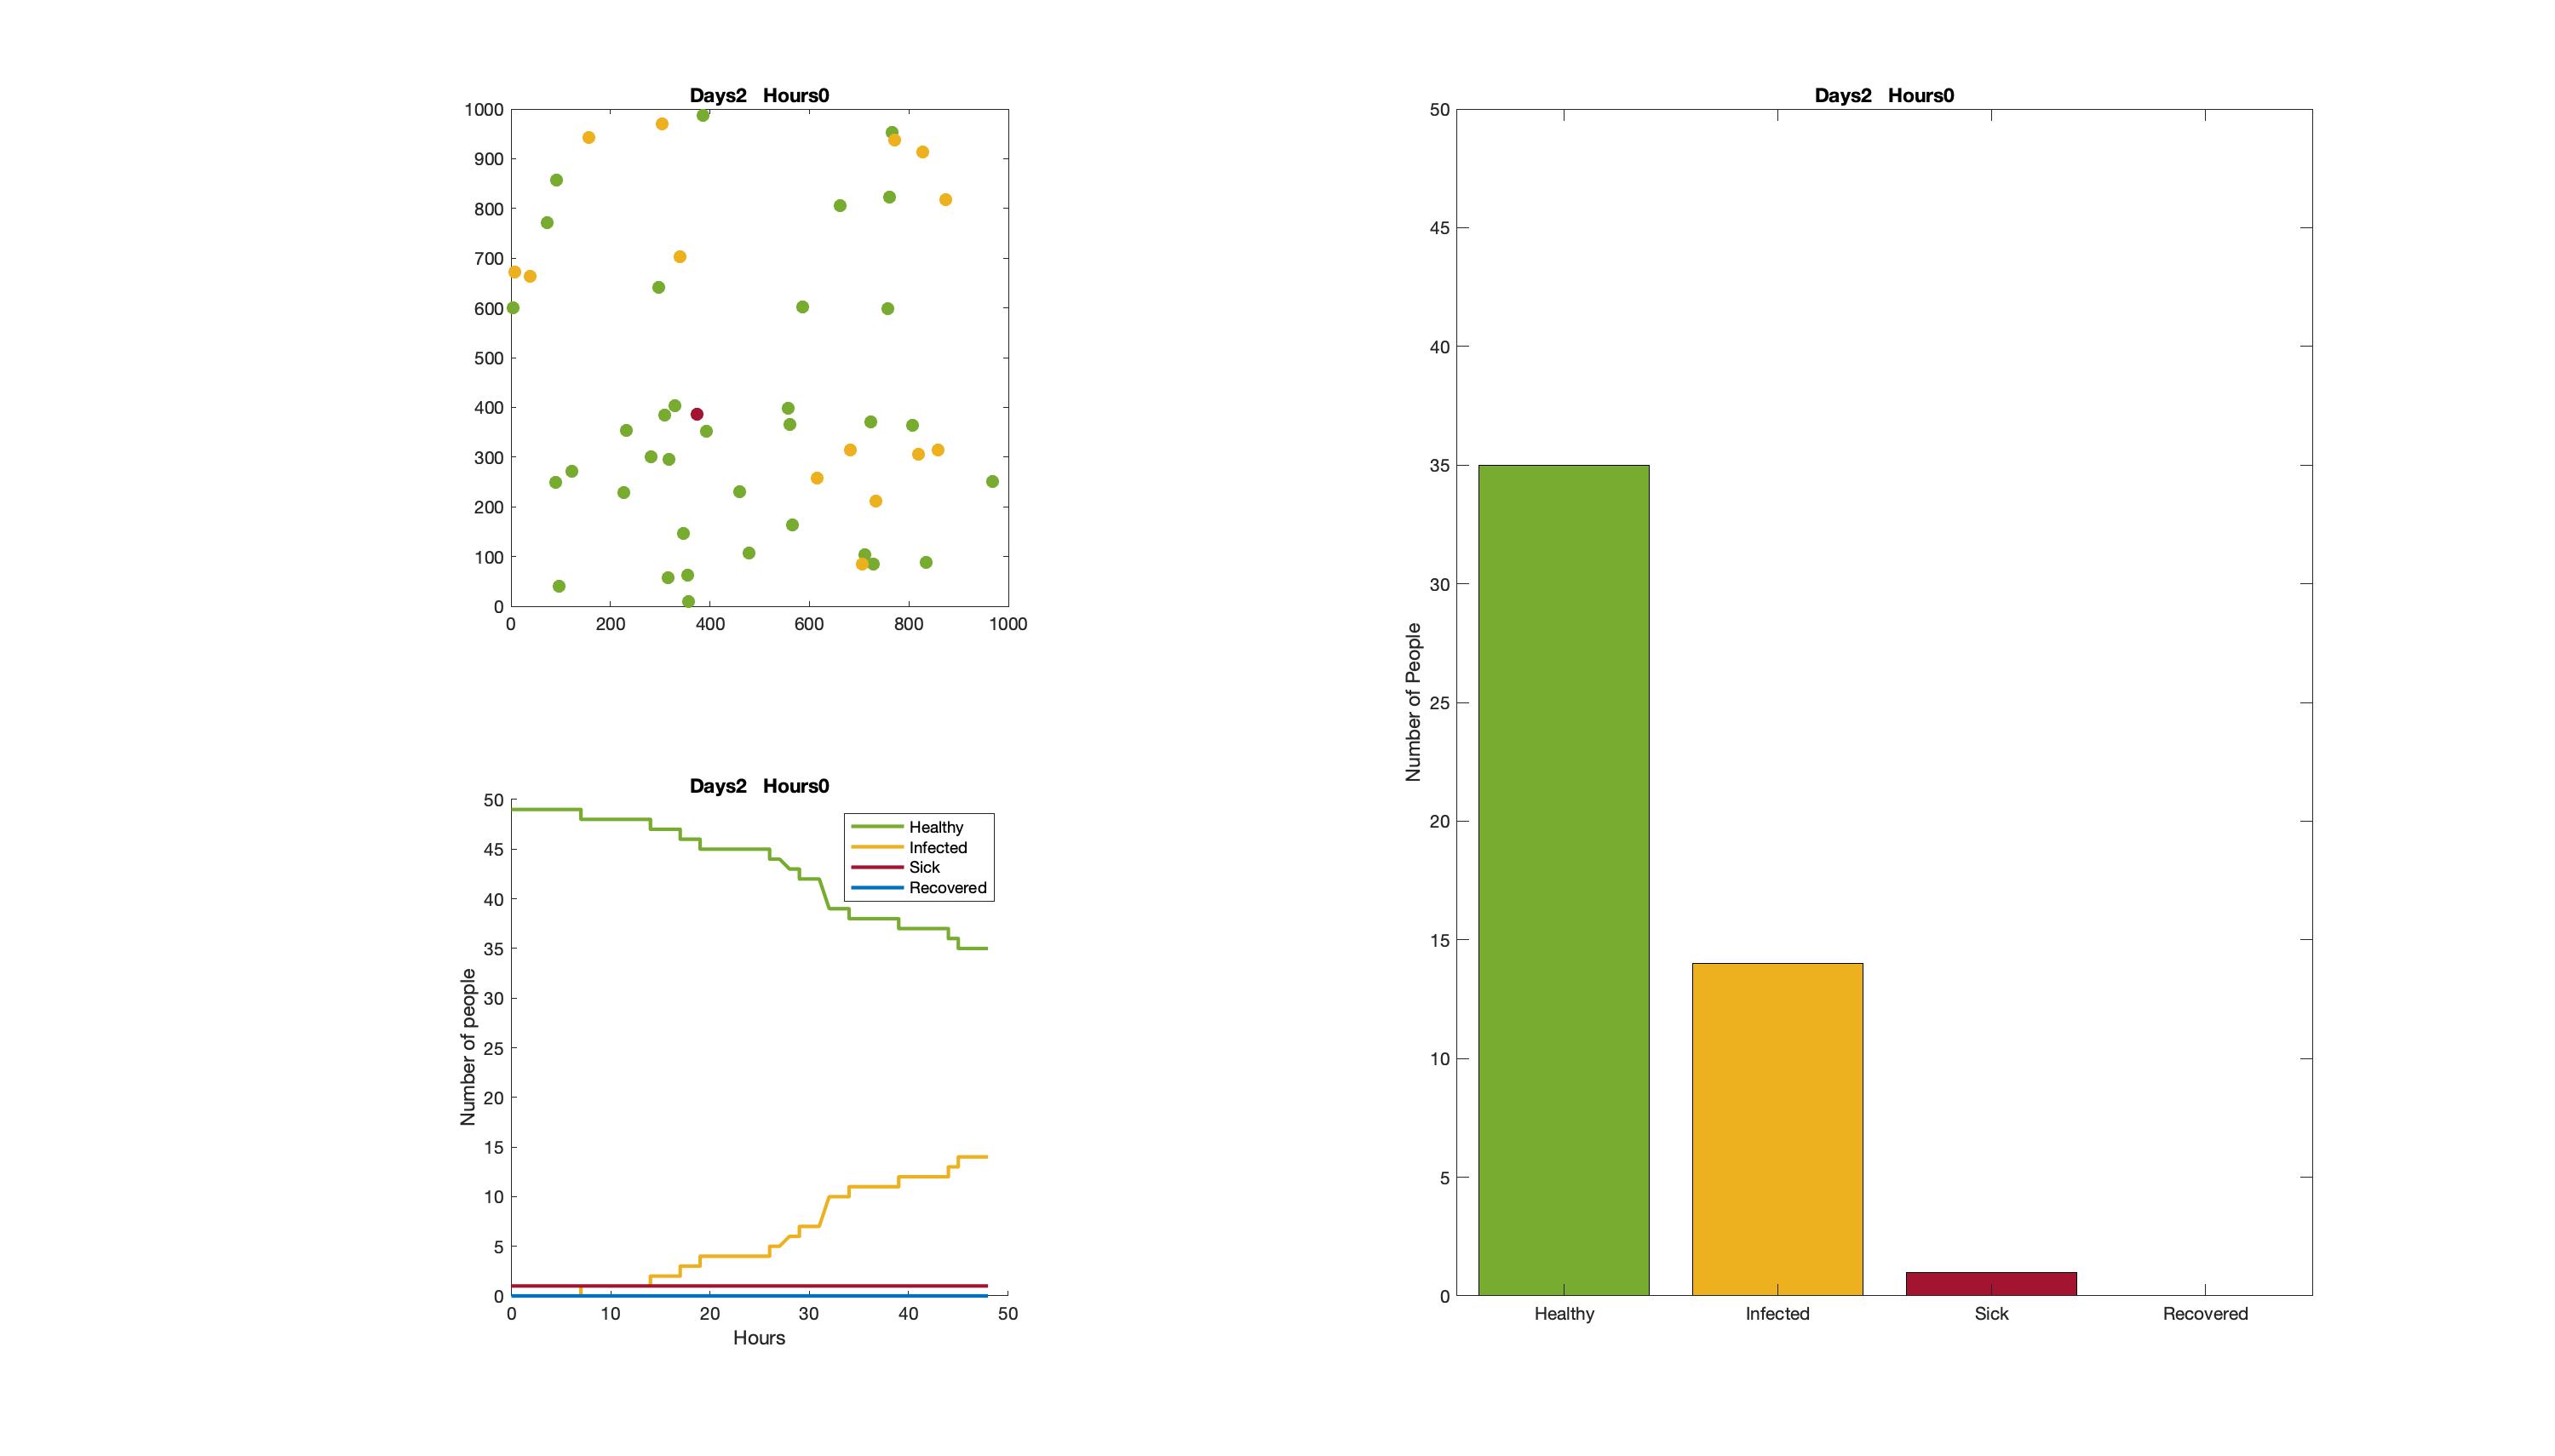 Days2 Hours0
1000
900
800
700
600
500
400
300
200
100
0
0 200 400 600 800 1000
Days2 Hours0
50
45
40
35
30
25
20
15
10
5
0
Number of people
0 10 20 30 40 50
Hours
Healthy
Infected
Sick
Recovered
Days2 Hours0
50
45
40
35
30
25
20
15
10
5
0
Number of People
Healthy Infected Sick Recovered